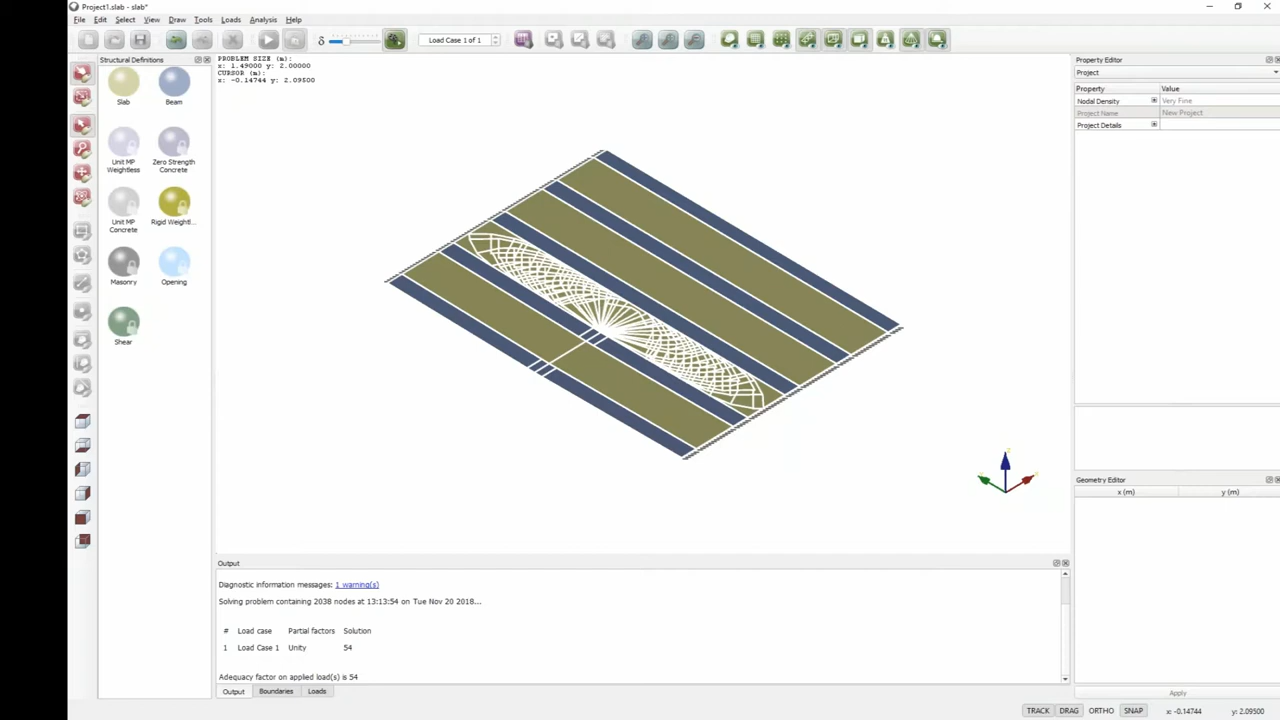 Project1.slab - slab*
File Edit Select View Draw Tools Loads Analysis Help
δ Load Case 1 of 1
Structural Definitions
Slab Beam
Unit MP Weightless Zero Strength Concrete
Unit MP Concrete Rigid Weightl...
Masonry Opening
Shear
PROBLEM SIZE (m):
x: 1.49000 y: 2.00000
CURSOR (m):
x: -0.14744 y: 2.09500
Output
Diagnostic information messages: 1 warning(s)
Solving problem containing 2038 nodes at 13:13:54 on Tue Nov 20 2018...
# Load case Partial factors Solution
1 Load Case 1 Unity 54
Adequacy factor on applied load(s) is 54
Output Boundaries Loads
Property Editor
Project
Property Value
Nodal Density Very Fine
Project Name New Project
Project Details
Geometry Editor
x (m) y (m)
Apply
TRACK DRAG ORTHO SNAP x: -0.14744 y: 2.09500